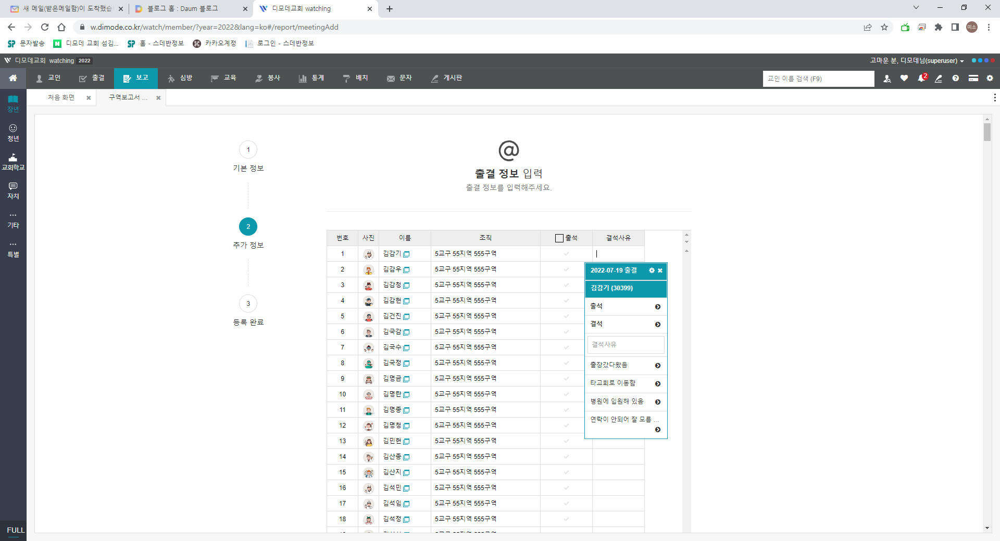 새 메일(받은메일함)이 도착했습
블로그 홈 : Daum 블로그
디모데교회 watching
w.dimode.co.kr/watch/member/?year=2022&lang=ko#/report/meetingAdd
미소
문자발송
디모데 교회 섬김...
홈 - 스데반정보
카카오계정
로그인 - 스데반정보
디모데교회 watching 2022
고마운 분, 디모데님(superuser)
교인
출결
보고
심방
교육
봉사
통계
배치
문자
게시판
교인 이름 검색 (F9)
2
처음 화면
구역보고서 ...
장년
청년
교회학교
자치
기타
특별
FULL
1
기본 정보
2
추가 정보
3
등록 완료
@
출결 정보 입력
출결 정보를 입력해주세요.
번호 사진 이름 조직 출석 결석사유
1 김감기 5교구 55지역 555구역
2 김감우 5교구 55지역 555구역
3 김감청 5교구 55지역 555구역
4 김감현 5교구 55지역 555구역
5 김건진 5교구 55지역 555구역
6 김국감 5교구 55지역 555구역
7 김국수 5교구 55지역 555구역
8 김국정 5교구 55지역 555구역
9 김명금 5교구 55지역 555구역
10 김명란 5교구 55지역 555구역
11 김명종 5교구 55지역 555구역
12 김명청 5교구 55지역 555구역
13 김민현 5교구 55지역 555구역
14 김산종 5교구 55지역 555구역
15 김산지 5교구 55지역 555구역
16 김석민 5교구 55지역 555구역
17 김석임 5교구 55지역 555구역
18 김석정 5교구 55지역 555구역
2022-07-19 출결
김감기 (30399)
출석
결석
결석사유
출장갔다왔음
타교회로 이동함
병원에 입원해 있음
연락이 안되어 잘 모름 ...